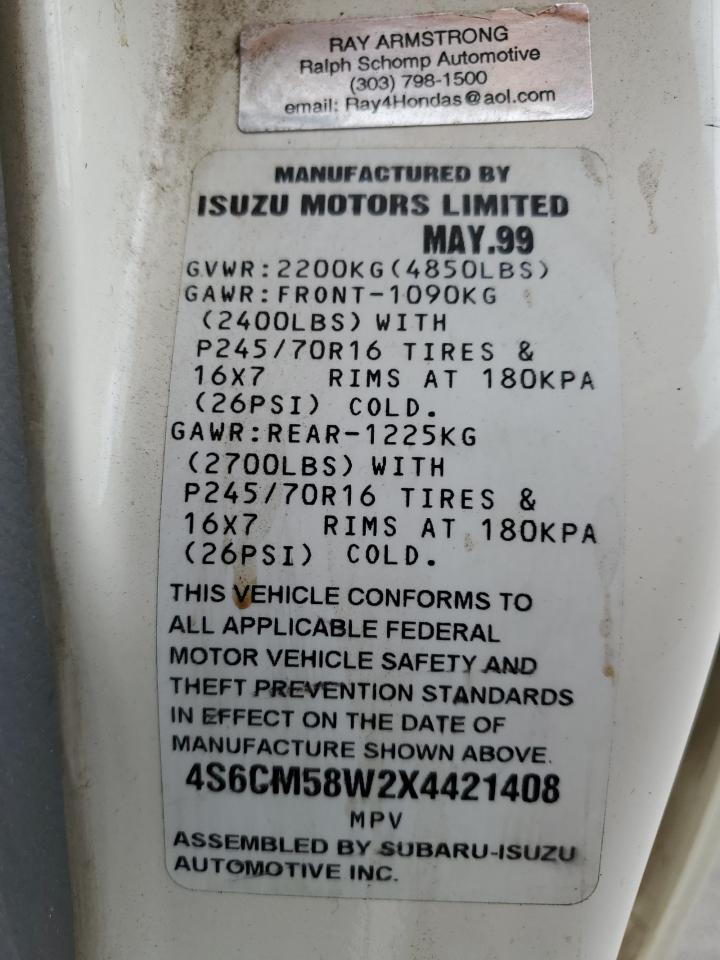 RAY ARMSTRONG
Ralph Schomp Automotive
(303) 798-1500
email: Ray4Hondas@aol.com
MANUFACTURED BY
ISUZU MOTORS LIMITED
MAY.99
GVWR:2200KG(4850LBS)
GAWR:FRONT-1090KG
(2400LBS) WITH
P245/70R16 TIRES &
16X7 RIMS AT 180KPA
(26PSI) COLD.
GAWR:REAR-1225KG
(2700LBS) WITH
P245/70R16 TIRES &
16X7 RIMS AT 180KPA
(26PSI) COLD.
THIS VEHICLE CONFORMS TO
ALL APPLICABLE FEDERAL
MOTOR VEHICLE SAFETY AND
THEFT PREVENTION STANDARDS
IN EFFECT ON THE DATE OF
MANUFACTURE SHOWN ABOVE.
4S6CM58W2X4421408
MPV
ASSEMBLED BY SUBARU-ISUZU
AUTOMOTIVE INC.